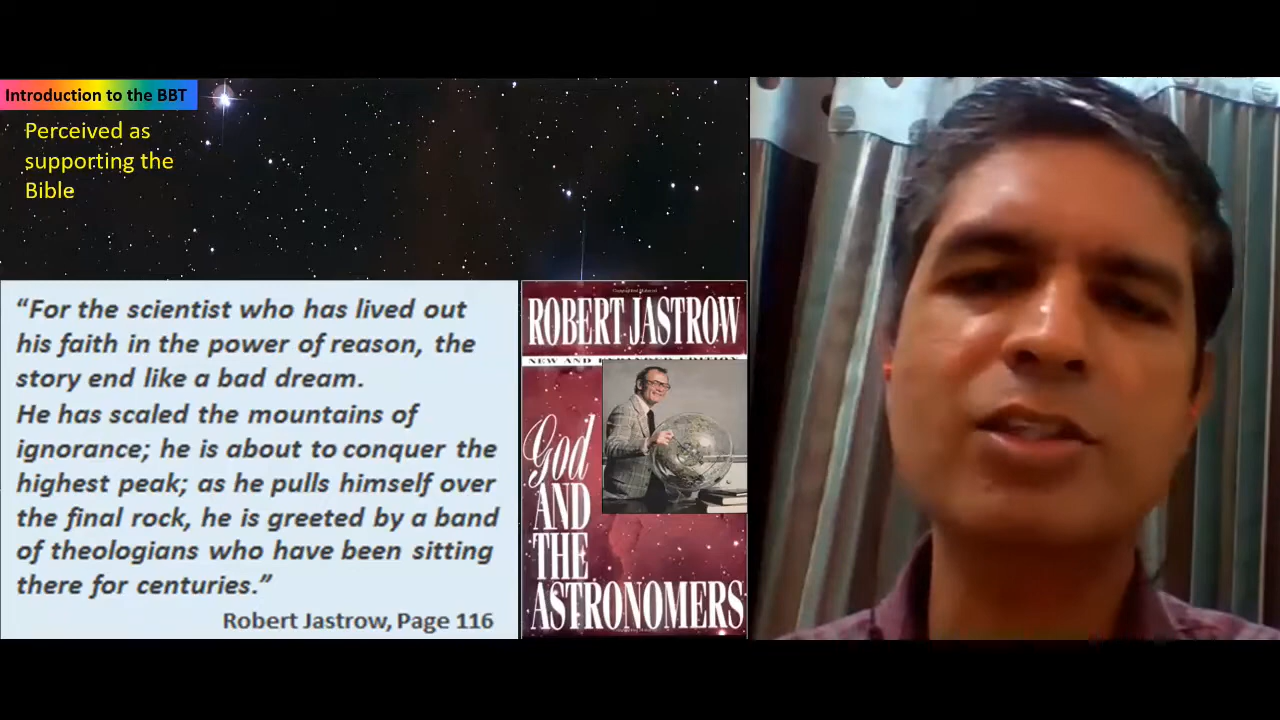 Introduction to the BBT
Perceived as
supporting the
Bible
“For the scientist who has lived out
his faith in the power of reason, the
story end like a bad dream.
He has scaled the mountains of
ignorance; he is about to conquer the
highest peak; as he pulls himself over
the final rock, he is greeted by a band
of theologians who have been sitting
there for centuries.”
Robert Jastrow, Page 116
ROBERT JASTROW
NEW AND EXPANDED EDITION
God
AND
THE
ASTRONOMERS